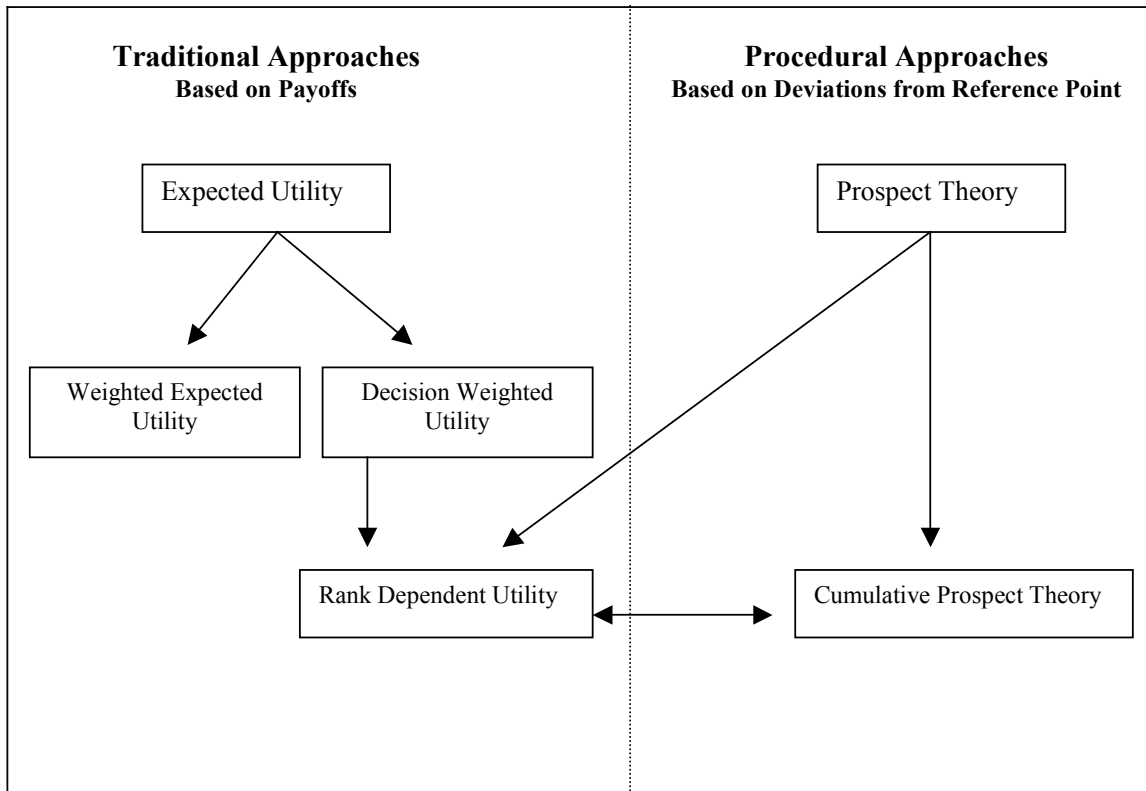 Traditional Approaches
Based on Payoffs
Procedural Approaches
Based on Deviations from Reference Point
Expected Utility
Prospect Theory
Weighted Expected
Utility
Decision Weighted
Utility
Rank Dependent Utility
Cumulative Prospect Theory